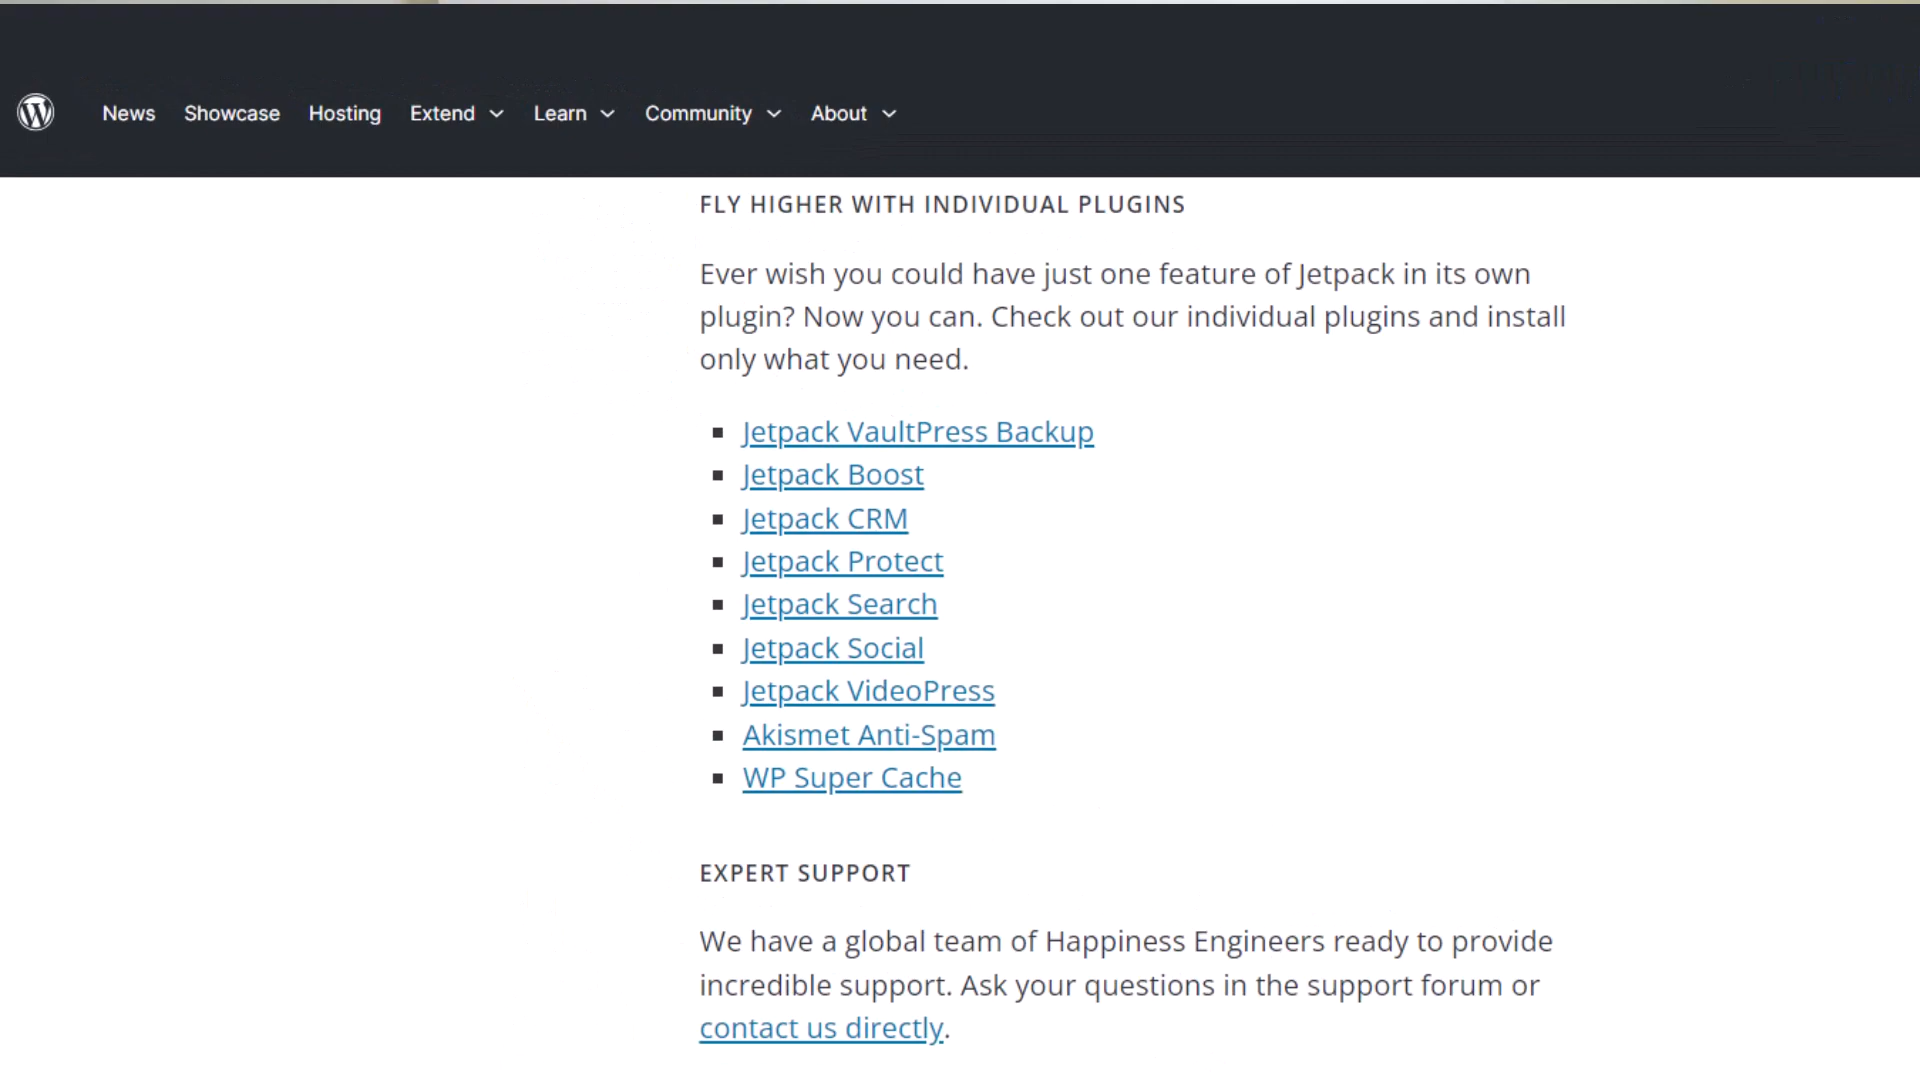 News Showcase Hosting Extend Learn Community About
FLY HIGHER WITH INDIVIDUAL PLUGINS
Ever wish you could have just one feature of Jetpack in its own
plugin? Now you can. Check out our individual plugins and install
only what you need.
Jetpack VaultPress Backup
Jetpack Boost
Jetpack CRM
Jetpack Protect
Jetpack Search
Jetpack Social
Jetpack VideoPress
Akismet Anti-Spam
WP Super Cache
EXPERT SUPPORT
We have a global team of Happiness Engineers ready to provide
incredible support. Ask your questions in the support forum or
contact us directly.